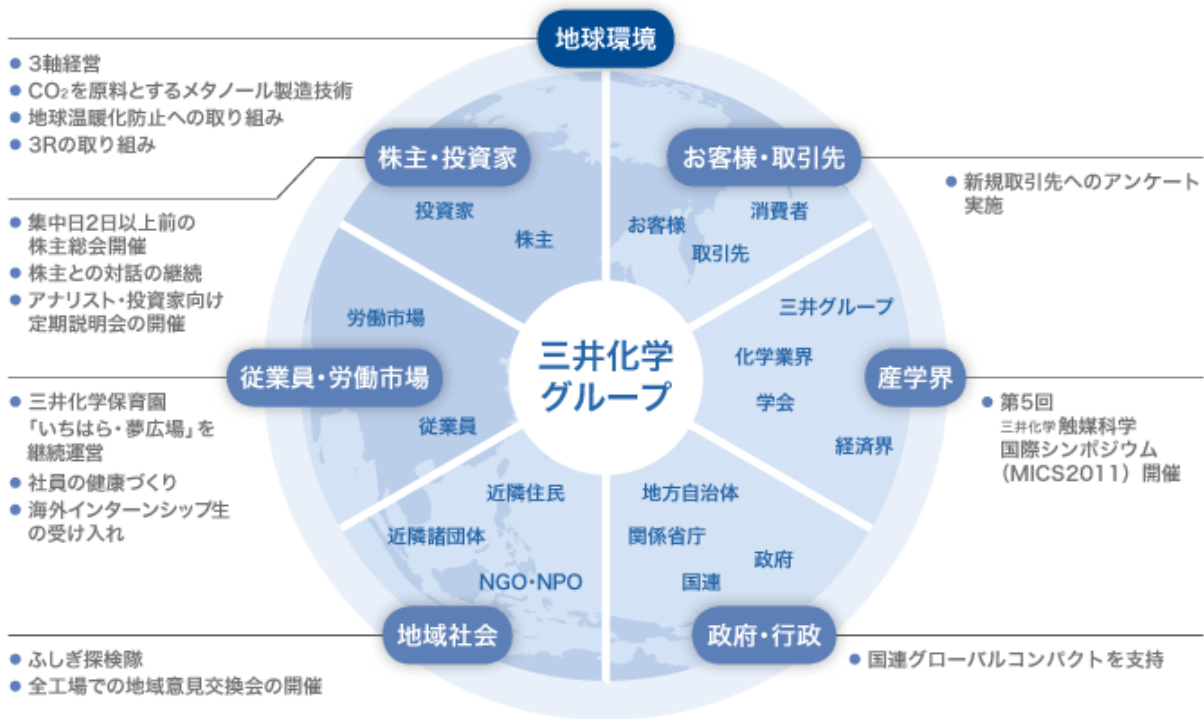 地球環境
● 3軸経営
● CO₂を原料とするメタノール製造技術
● 地球温暖化防止への取り組み
● 3Rの取り組み
株主・投資家
投資家
株主
● 集中日2日以上前の
株主総会開催
● 株主との対話の継続
● アナリスト・投資家向け
定期説明会の開催
お客様・取引先
お客様
消費者
取引先
● 新規取引先へのアンケート
実施
三井化学
グループ
従業員・労働市場
労働市場
従業員
● 三井化学保育園
「いちはら・夢広場」を
継続運営
● 社員の健康づくり
● 海外インターンシップ生
の受け入れ
産学界
三井グループ
化学業界
学会
経済界
● 第5回
三井化学 触媒科学
国際シンポジウム
（MICS2011）開催
地域社会
近隣住民
近隣諸団体
NGO・NPO
● ふしぎ探検隊
● 全工場での地域意見交換会の開催
政府・行政
地方自治体
関係省庁
政府
国連
● 国連グローバルコンパクトを支持